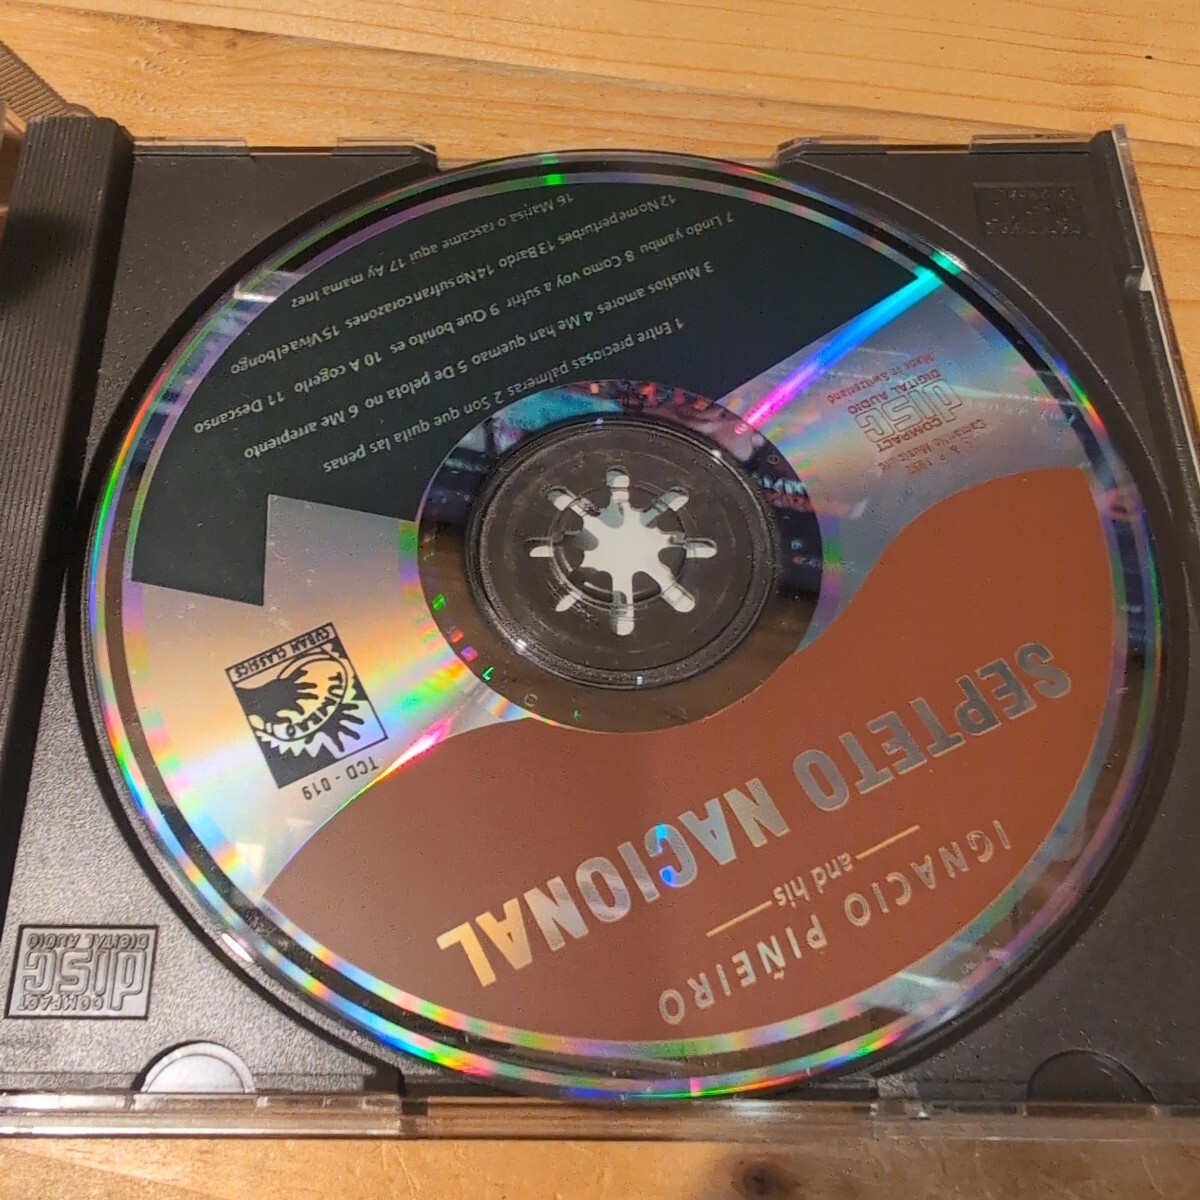 IGNACIO PIÑEIRO
and his
SEPTETO NACIONAL
TCD - 019
TUMBAO
CUBAN CLASSICS
COMPACT
disc
DIGITAL AUDIO
Made in Switzerland
1 Entre preciosas palmeras 2 Son que quita las penas
3 Mustios amores 4 Me han quemao 5 De pelota no 6 Me arrepiento
7 Lindo yambu 8 Como voy a sufrir 9 Que bonito es 10 A cogerlo 11 Descanso
12 No me perturbes 13 Bardo 14 No sufran corazones 15 Viva el bongo
16 Marisa o rascame aqui 17 Ay mama Inez
COMPACT
disc
DIGITAL AUDIO